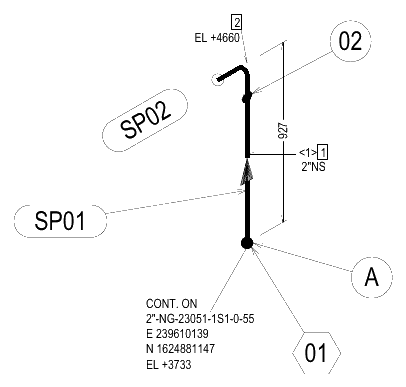 2
EL +4660
02
SP02
927
<1> 1
2"NS
SP01
A
CONT. ON
2"-NG-23051-1S1-0-55
E 239610139
N 1624881147
EL +3733
01